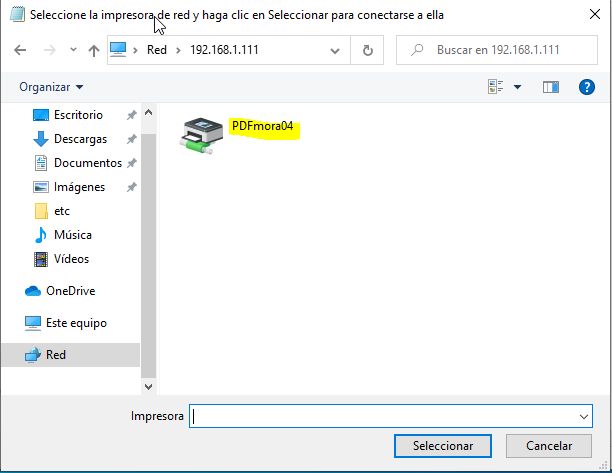 Seleccione la impresora de red y haga clic en Seleccionar para conectarse a ella
Red
192.168.1.111
Buscar en 192.168.1.111
Organizar
?
Escritorio
Descargas
Documentos
Imágenes
etc
Música
Vídeos
OneDrive
Este equipo
Red
PDFmora04
Impresora
Seleccionar
Cancelar